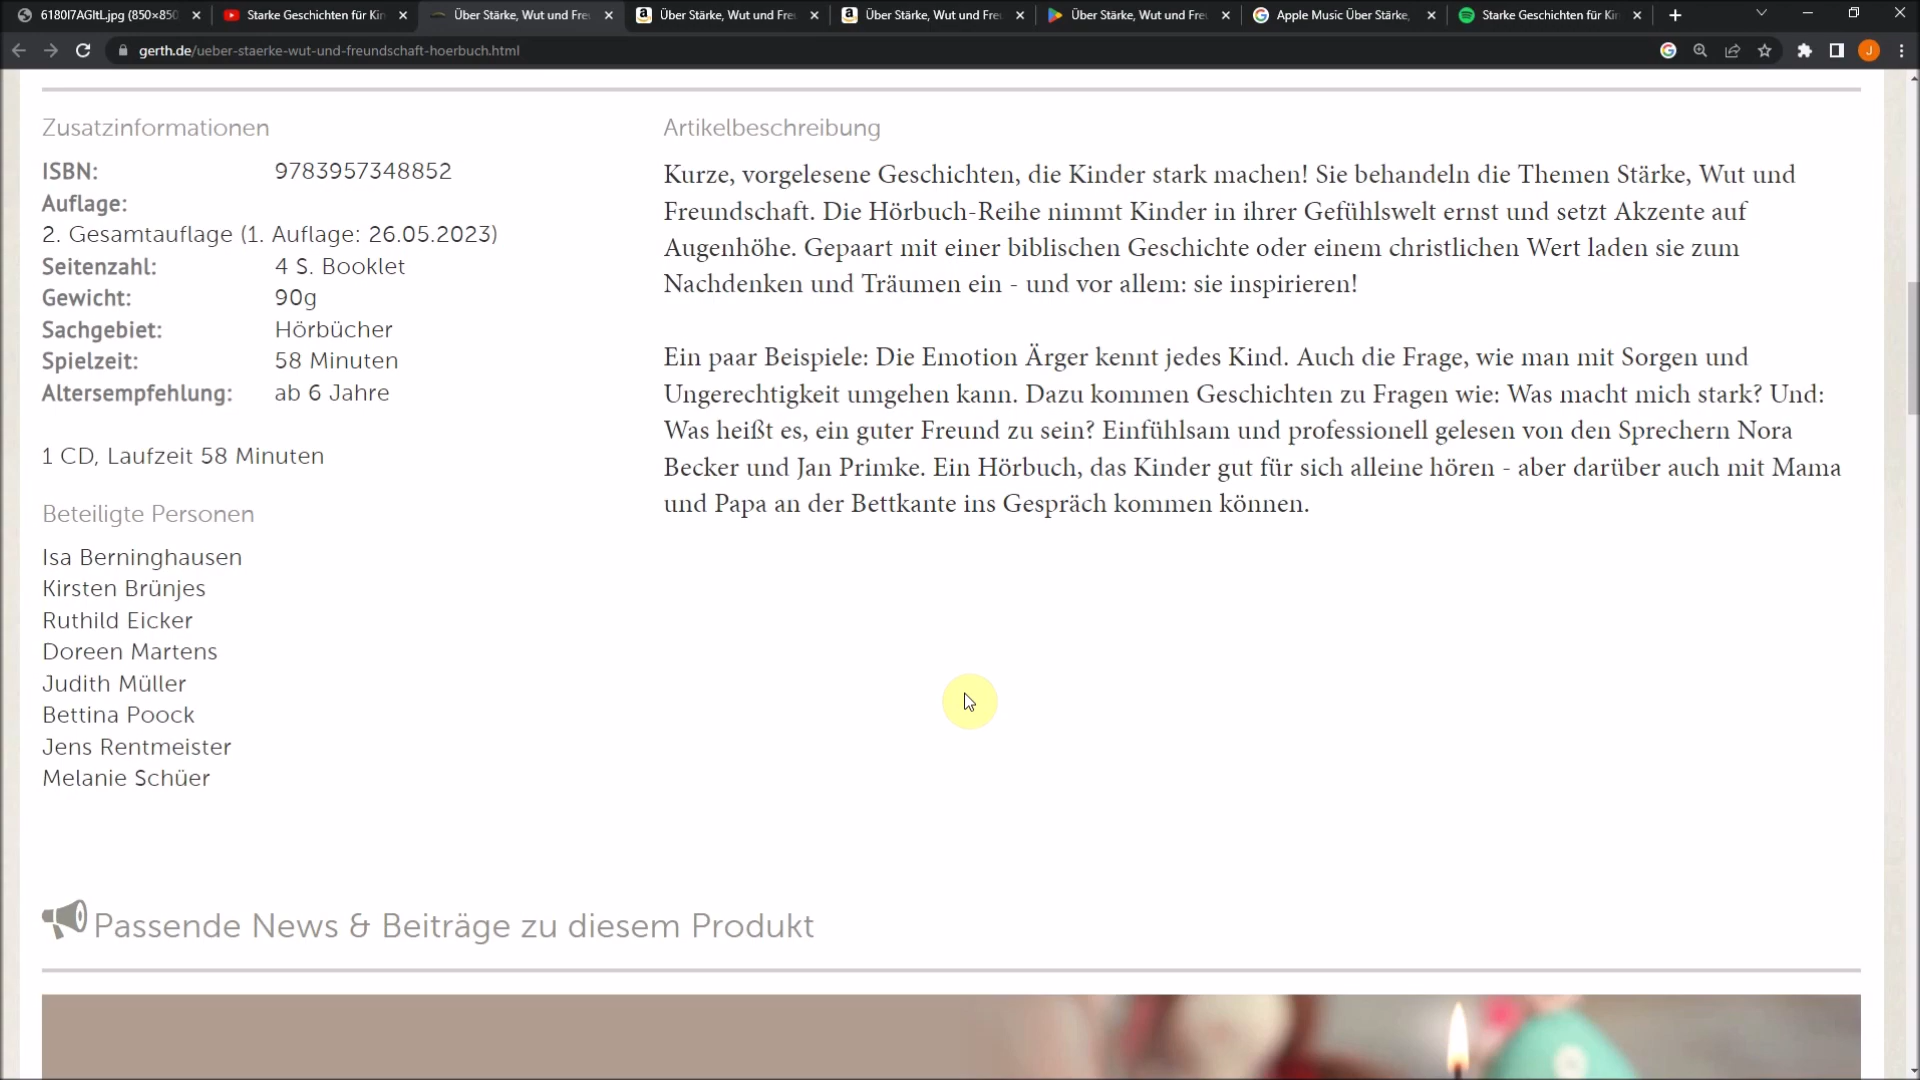 6180I7AGItL.jpg (850×850
Starke Geschichten für Kin
Über Stärke, Wut und Fre
Über Stärke, Wut und Fre
Über Stärke, Wut und Fre
Über Stärke, Wut und Fre
Apple Music Über Stärke,
Starke Geschichten für Kin
gerth.de/ueber-staerke-wut-und-freundschaft-hoerbuch.html
J
Zusatzinformationen
ISBN: 9783957348852
Auflage:
2. Gesamtauflage (1. Auflage: 26.05.2023)
Seitenzahl: 4 S. Booklet
Gewicht: 90g
Sachgebiet: Hörbücher
Spielzeit: 58 Minuten
Altersempfehlung: ab 6 Jahre
1 CD, Laufzeit 58 Minuten
Beteiligte Personen
Isa Berninghausen
Kirsten Brünjes
Ruthild Eicker
Doreen Martens
Judith Müller
Bettina Poock
Jens Rentmeister
Melanie Schüer
Artikelbeschreibung
Kurze, vorgelesene Geschichten, die Kinder stark machen! Sie behandeln die Themen Stärke, Wut und
Freundschaft. Die Hörbuch-Reihe nimmt Kinder in ihrer Gefühlswelt ernst und setzt Akzente auf
Augenhöhe. Gepaart mit einer biblischen Geschichte oder einem christlichen Wert laden sie zum
Nachdenken und Träumen ein - und vor allem: sie inspirieren!
Ein paar Beispiele: Die Emotion Ärger kennt jedes Kind. Auch die Frage, wie man mit Sorgen und
Ungerechtigkeit umgehen kann. Dazu kommen Geschichten zu Fragen wie: Was macht mich stark? Und:
Was heißt es, ein guter Freund zu sein? Einfühlsam und professionell gelesen von den Sprechern Nora
Becker und Jan Primke. Ein Hörbuch, das Kinder gut für sich alleine hören - aber darüber auch mit Mama
und Papa an der Bettkante ins Gespräch kommen können.
Passende News & Beiträge zu diesem Produkt